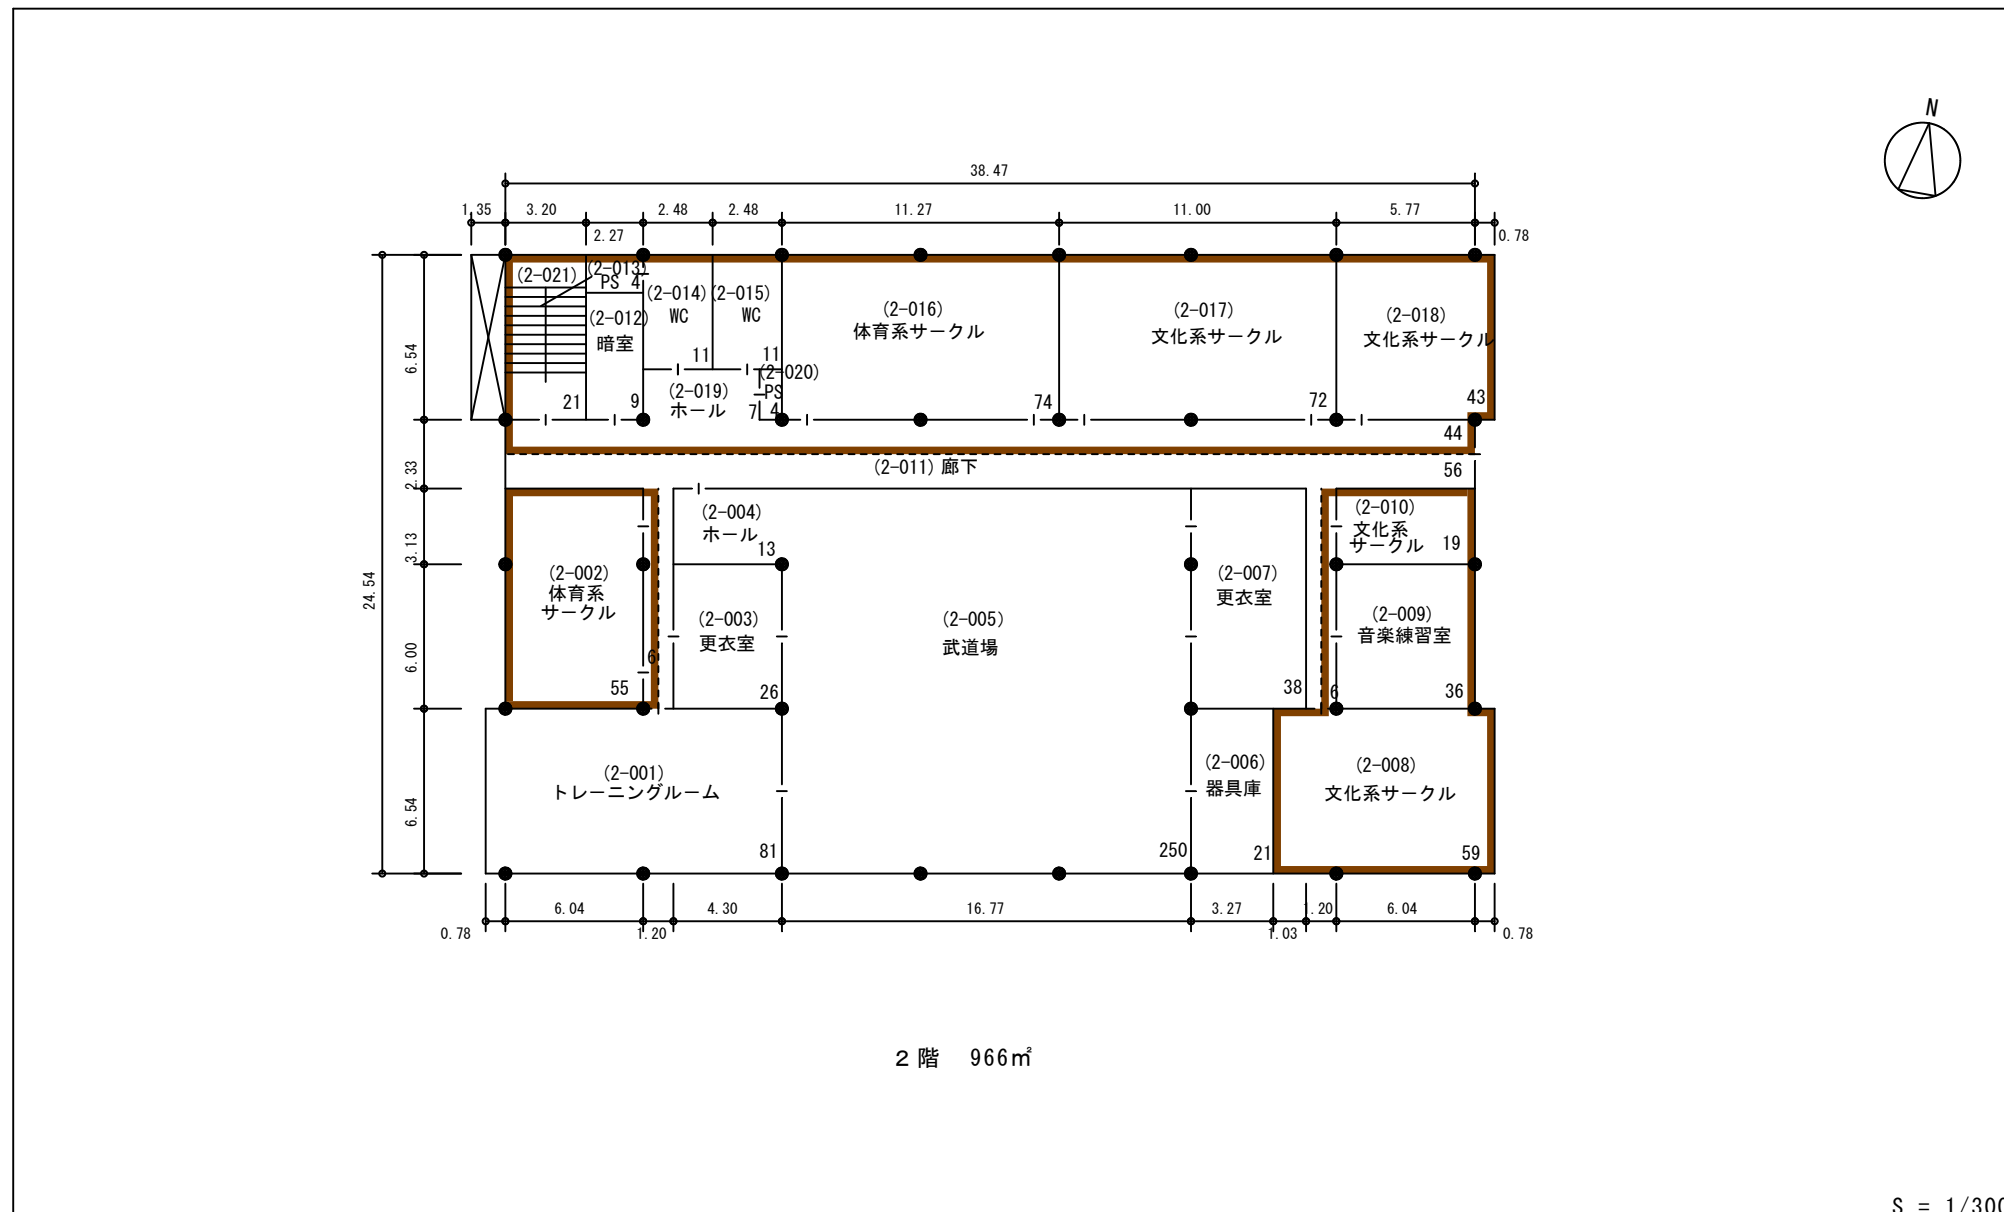 N
38.47
1.35
3.20
2.27
2.48
2.48
11.27
11.00
5.77
0.78
(2-021)
(2-013)
PS 4
(2-012)
暗室
(2-014)
WC
(2-015)
WC
(2-016)
体育系サークル
(2-017)
文化系サークル
(2-018)
文化系サークル
11
11
(2-020)
PS
4
(2-019)
ホール
7
21
9
74
72
43
44
(2-011) 廊下
56
6.54
2.33
3.13
24.54
6.00
6.54
(2-004)
ホール
13
(2-010)
文化系
サークル
19
(2-002)
体育系
サークル
6
55
(2-003)
更衣室
26
(2-005)
武道場
(2-007)
更衣室
38
(2-009)
音楽練習室
6
36
(2-001)
トレーニングルーム
81
250
(2-006)
器具庫
21
(2-008)
文化系サークル
59
0.78
6.04
1.20
4.30
16.77
3.27
1.03
1.20
6.04
0.78
2階 966㎡
S = 1/300